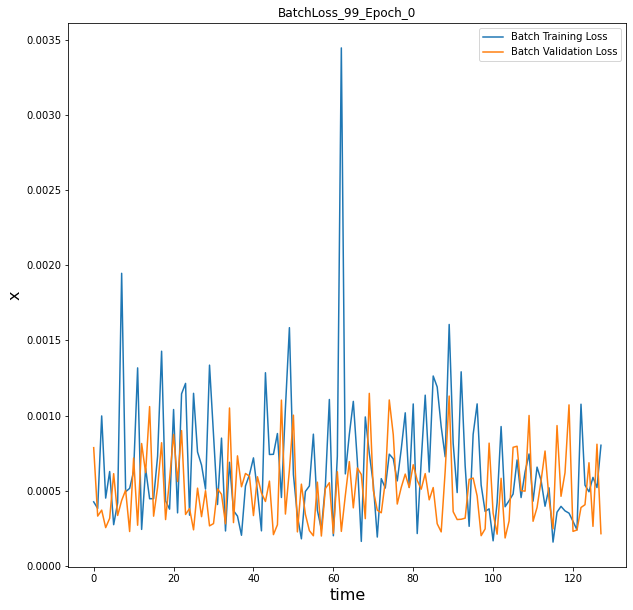 BatchLoss_99_Epoch_0
Batch Training Loss
Batch Validation Loss
0.0035
0.0030
0.0025
0.0020
0.0015
0.0010
0.0005
0.0000
x
0 20 40 60 80 100 120
time